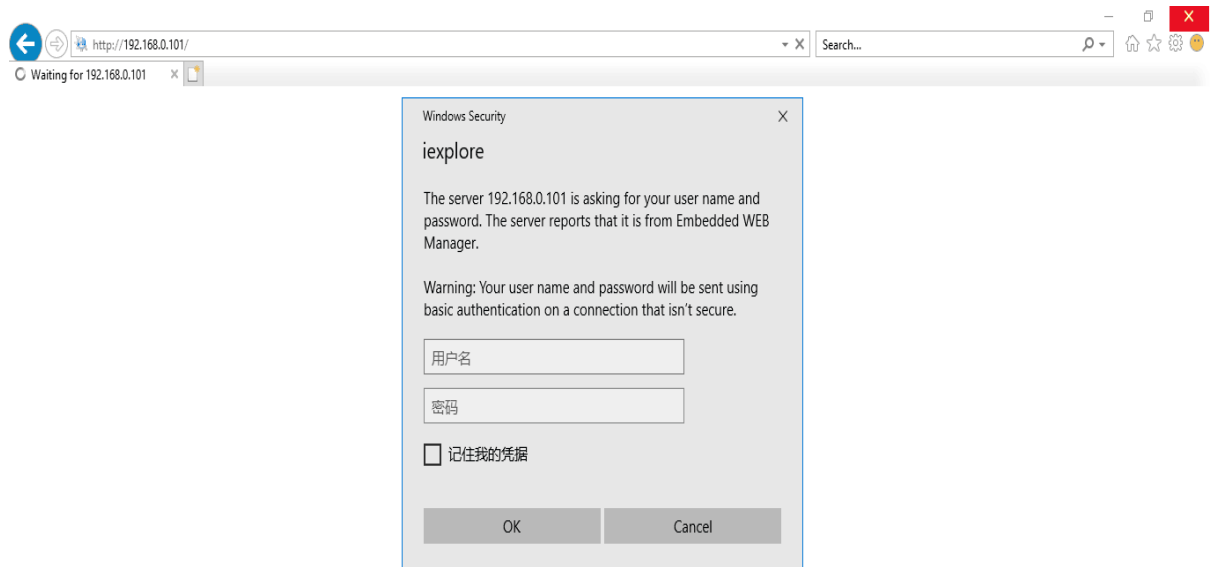 http://192.168.0.101/
Search...
Waiting for 192.168.0.101
Windows Security
iexplore
The server 192.168.0.101 is asking for your user name and
password. The server reports that it is from Embedded WEB
Manager.
Warning: Your user name and password will be sent using
basic authentication on a connection that isn't secure.
用户名
密码
记住我的凭据
OK
Cancel